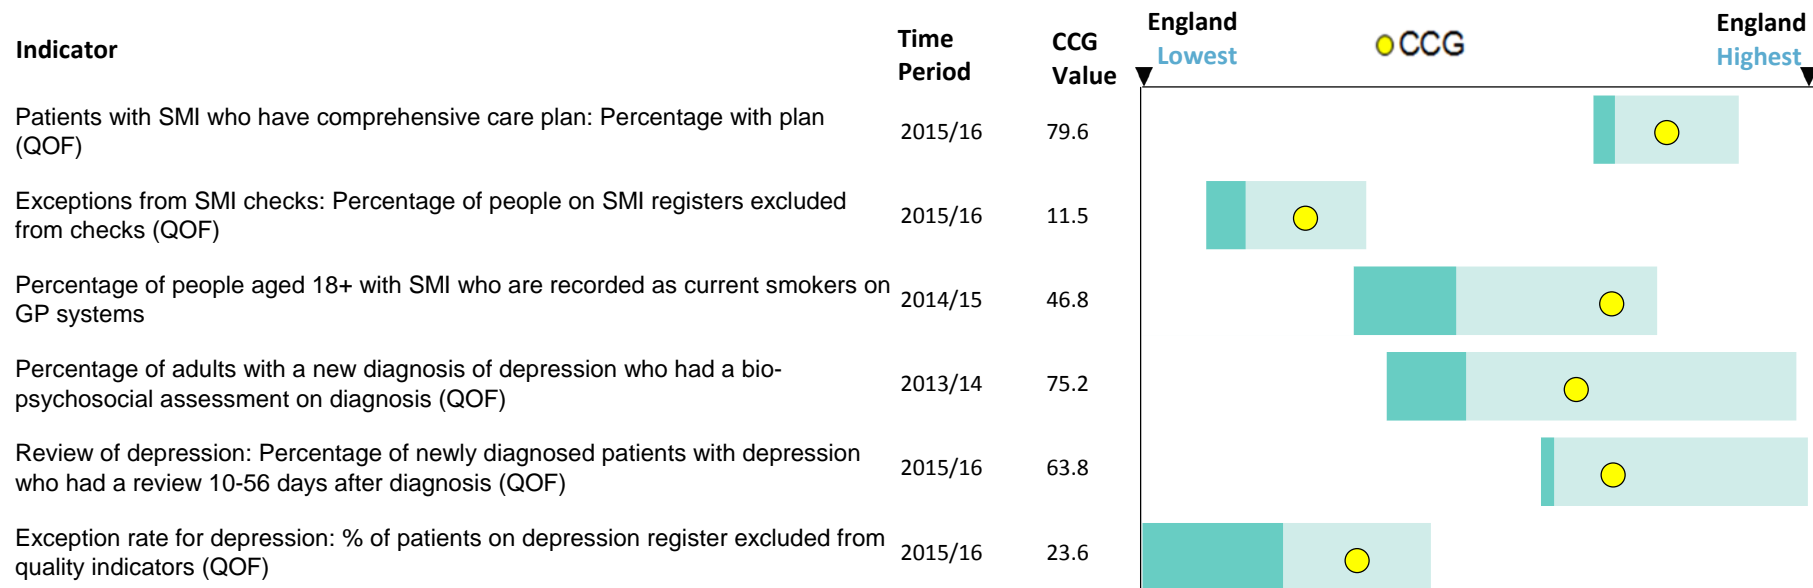 Indicator
Time Period
CCG Value
England Lowest
CCG
England Highest
Patients with SMI who have comprehensive care plan: Percentage with plan
(QOF)
2015/16
79.6
Exceptions from SMI checks: Percentage of people on SMI registers excluded
from checks (QOF)
2015/16
11.5
Percentage of people aged 18+ with SMI who are recorded as current smokers on
GP systems
2014/15
46.8
Percentage of adults with a new diagnosis of depression who had a bio-
psychosocial assessment on diagnosis (QOF)
2013/14
75.2
Review of depression: Percentage of newly diagnosed patients with depression
who had a review 10-56 days after diagnosis (QOF)
2015/16
63.8
Exception rate for depression: % of patients on depression register excluded from
quality indicators (QOF)
2015/16
23.6